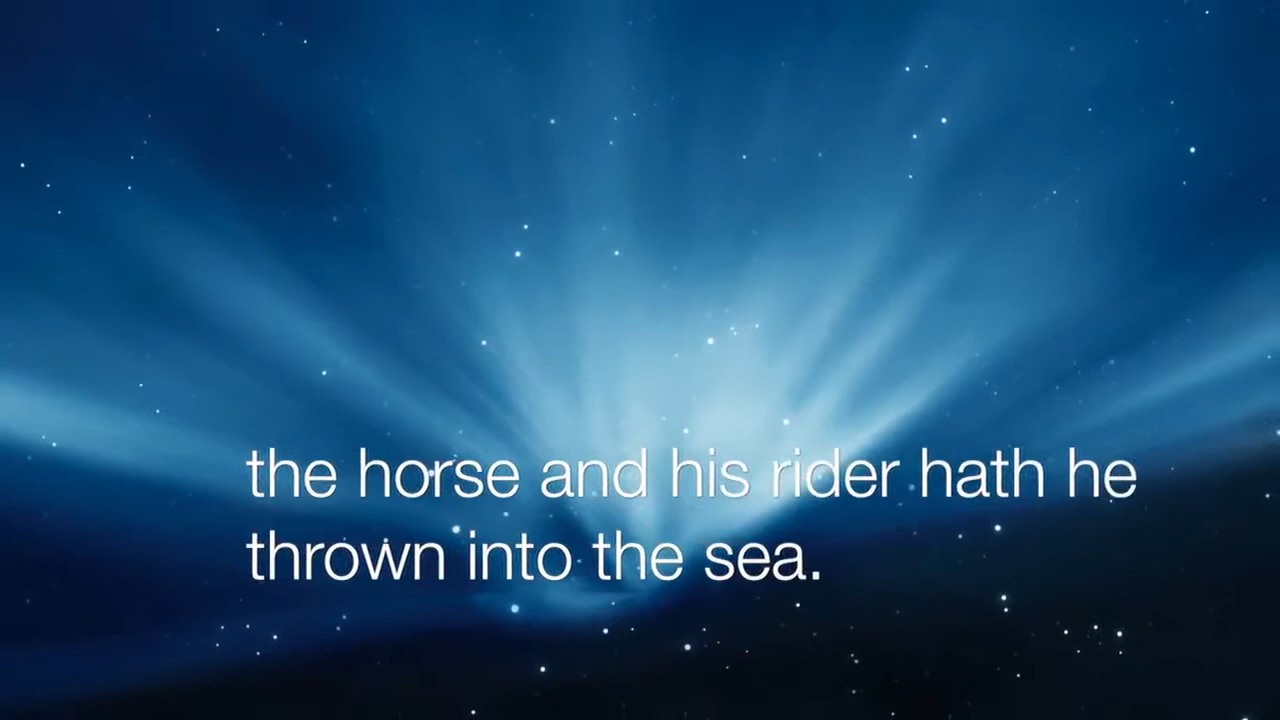 the horse and his rider hath he
thrown into the sea.